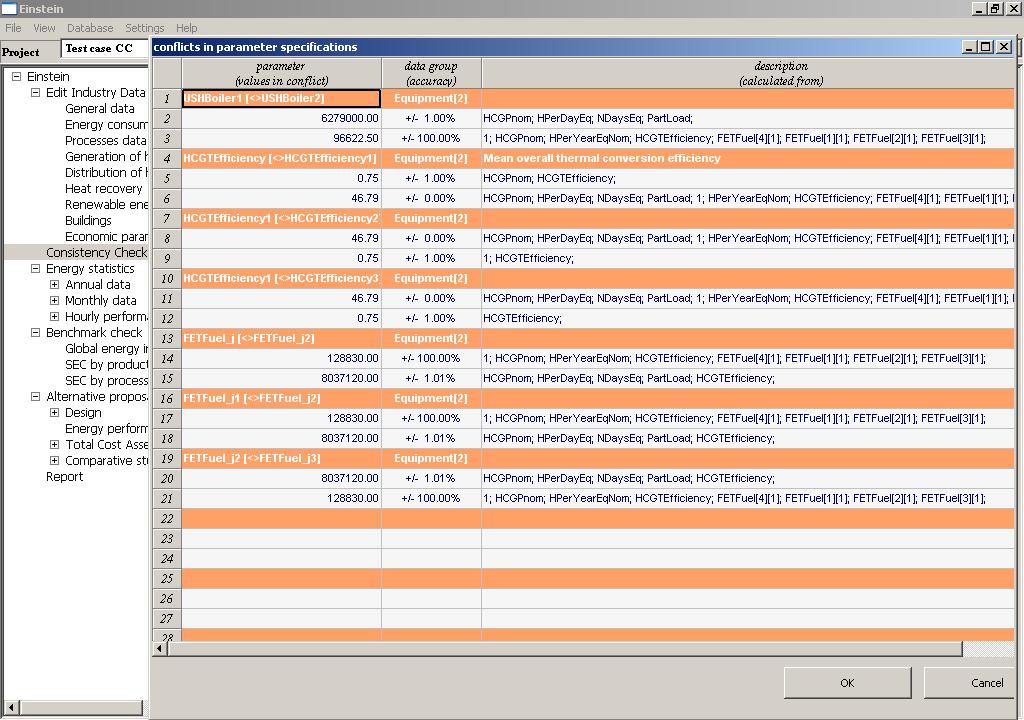 Einstein
File View Database Settings Help
Project Test case CC
Einstein
Edit Industry Data
General data
Energy consum
Processes data
Generation of h
Distribution of h
Heat recovery
Renewable ene
Buildings
Economic para
Consistency Check
Energy statistics
Annual data
Monthly data
Hourly performa
Benchmark check
Global energy in
SEC by product
SEC by process
Alternative proposa
Design
Energy perform
Total Cost Asse
Comparative stu
Report
conflicts in parameter specifications
parameter data group description
(values in conflict) (accuracy) (calculated from)
1 USHBoiler1 [<>USHBoiler2] Equipment[2]
2 6279000.00 +/- 1.00% HCGPnom; HPerDayEq; NDaysEq; PartLoad;
3 96622.50 +/- 100.00% 1; HCGPnom; HPerYearEqNom; HCGTEfficiency; FETFuel[4][1]; FETFuel[1][1]; FETFuel[2][1]; FETFuel[3][1];
4 HCGTEfficiency [<>HCGTEfficiency1] Equipment[2] Mean overall thermal conversion efficiency
5 0.75 +/- 1.00% HCGPnom; HCGTEfficiency;
6 46.79 +/- 0.00% HCGPnom; HPerDayEq; NDaysEq; PartLoad; 1; HPerYearEqNom; HCGTEfficiency; FETFuel[4][1]; FETFuel[1][1];
7 HCGTEfficiency1 [<>HCGTEfficiency2] Equipment[2]
8 46.79 +/- 0.00% HCGPnom; HPerDayEq; NDaysEq; PartLoad; 1; HPerYearEqNom; HCGTEfficiency; FETFuel[4][1]; FETFuel[1][1];
9 0.75 +/- 1.00% 1; HCGTEfficiency;
10 HCGTEfficiency1 [<>HCGTEfficiency3 Equipment[2]
11 46.79 +/- 0.00% HCGPnom; HPerDayEq; NDaysEq; PartLoad; 1; HPerYearEqNom; HCGTEfficiency; FETFuel[4][1]; FETFuel[1][1];
12 0.75 +/- 1.00% HCGTEfficiency;
13 FETFuel_j [<>FETFuel_j2] Equipment[2]
14 128830.00 +/- 100.00% 1; HCGPnom; HPerYearEqNom; HCGTEfficiency; FETFuel[4][1]; FETFuel[1][1]; FETFuel[2][1]; FETFuel[3][1];
15 8037120.00 +/- 1.01% HCGPnom; HPerDayEq; NDaysEq; PartLoad; HCGTEfficiency;
16 FETFuel_j1 [<>FETFuel_j2] Equipment[2]
17 128830.00 +/- 100.00% 1; HCGPnom; HPerYearEqNom; HCGTEfficiency; FETFuel[4][1]; FETFuel[1][1]; FETFuel[2][1]; FETFuel[3][1];
18 8037120.00 +/- 1.01% HCGPnom; HPerDayEq; NDaysEq; PartLoad; HCGTEfficiency;
19 FETFuel_j2 [<>FETFuel_j3] Equipment[2]
20 8037120.00 +/- 1.01% HCGPnom; HPerDayEq; NDaysEq; PartLoad; HCGTEfficiency;
21 128830.00 +/- 100.00% 1; HCGPnom; HPerYearEqNom; HCGTEfficiency; FETFuel[4][1]; FETFuel[1][1]; FETFuel[2][1]; FETFuel[3][1];
22
23
24
25
26
27
28
OK Cancel